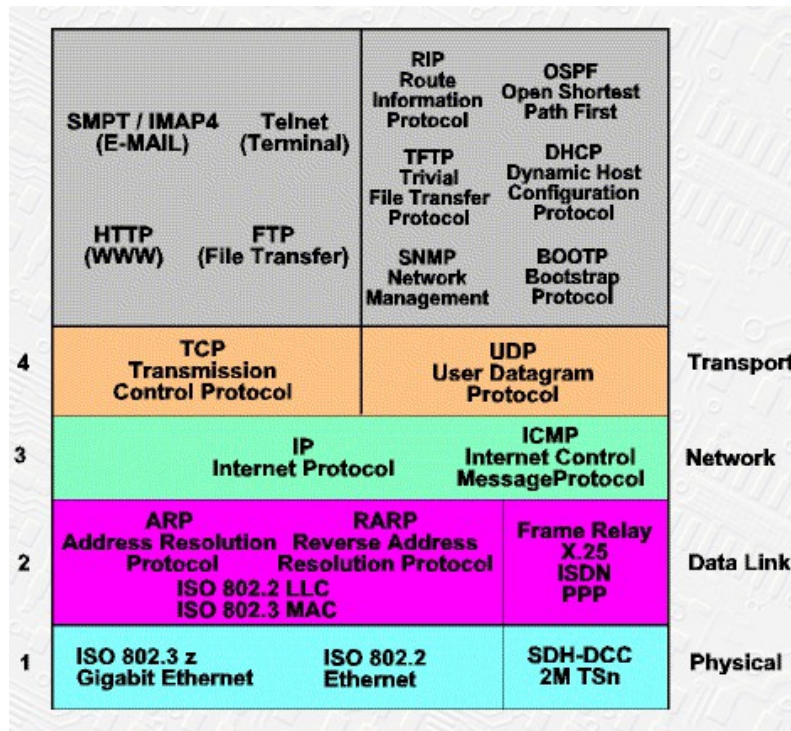 SMPT / IMAP4
(E-MAIL)
Telnet
(Terminal)
HTTP
(WWW)
FTP
(File Transfer)
RIP
Route
Information
Protocol
OSPF
Open Shortest
Path First
TFTP
Trivial
File Transfer
Protocol
DHCP
Dynamic Host
Configuration
Protocol
SNMP
Network
Management
BOOTP
Bootstrap
Protocol
4
TCP
Transmission
Control Protocol
UDP
User Datagram
Protocol
Transport
3
IP
Internet Protocol
ICMP
Internet Control
MessageProtocol
Network
2
ARP
Address Resolution
Protocol
RARP
Reverse Address
Resolution Protocol
ISO 802.2 LLC
ISO 802.3 MAC
Frame Relay
X.25
ISDN
PPP
Data Link
1
ISO 802.3 z
Gigabit Ethernet
ISO 802.2
Ethernet
SDH-DCC
2M TSn
Physical